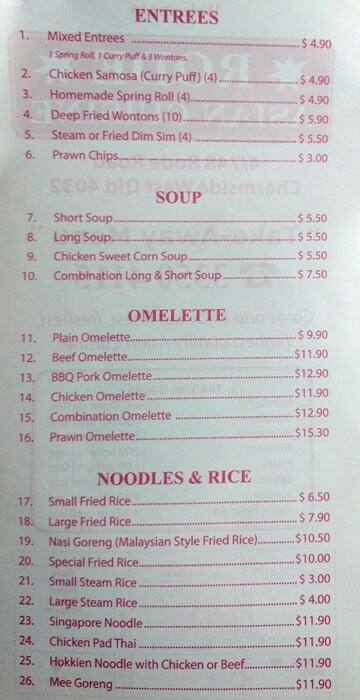 ENTREES
1. Mixed Entrees $ 4.90
1 Spring Roll, 1 Curry Puff & 3 Wontons.
2. Chicken Samosa (Curry Puff) (4) $ 4.90
3. Homemade Spring Roll (4) $ 4.90
4. Deep Fried Wontons (10) $ 5.90
5. Steam or Fried Dim Sim (4) $ 5.50
6. Prawn Chips $ 3.00
SOUP
7. Short Soup $ 5.50
8. Long Soup $ 5.50
9. Chicken Sweet Corn Soup $ 5.50
10. Combination Long & Short Soup $ 7.50
OMELETTE
11. Plain Omelette $ 9.90
12. Beef Omelette $11.90
13. BBQ Pork Omelette $12.90
14. Chicken Omelette $11.90
15. Combination Omelette $12.90
16. Prawn Omelette $15.30
NOODLES & RICE
17. Small Fried Rice $ 6.50
18. Large Fried Rice $ 7.90
19. Nasi Goreng (Malaysian Style Fried Rice) $10.50
20. Special Fried Rice $10.00
21. Small Steam Rice $ 3.00
22. Large Steam Rice $ 4.00
23. Singapore Noodle $11.90
24. Chicken Pad Thai $11.90
25. Hokkien Noodle with Chicken or Beef $11.90
26. Mee Goreng $11.90